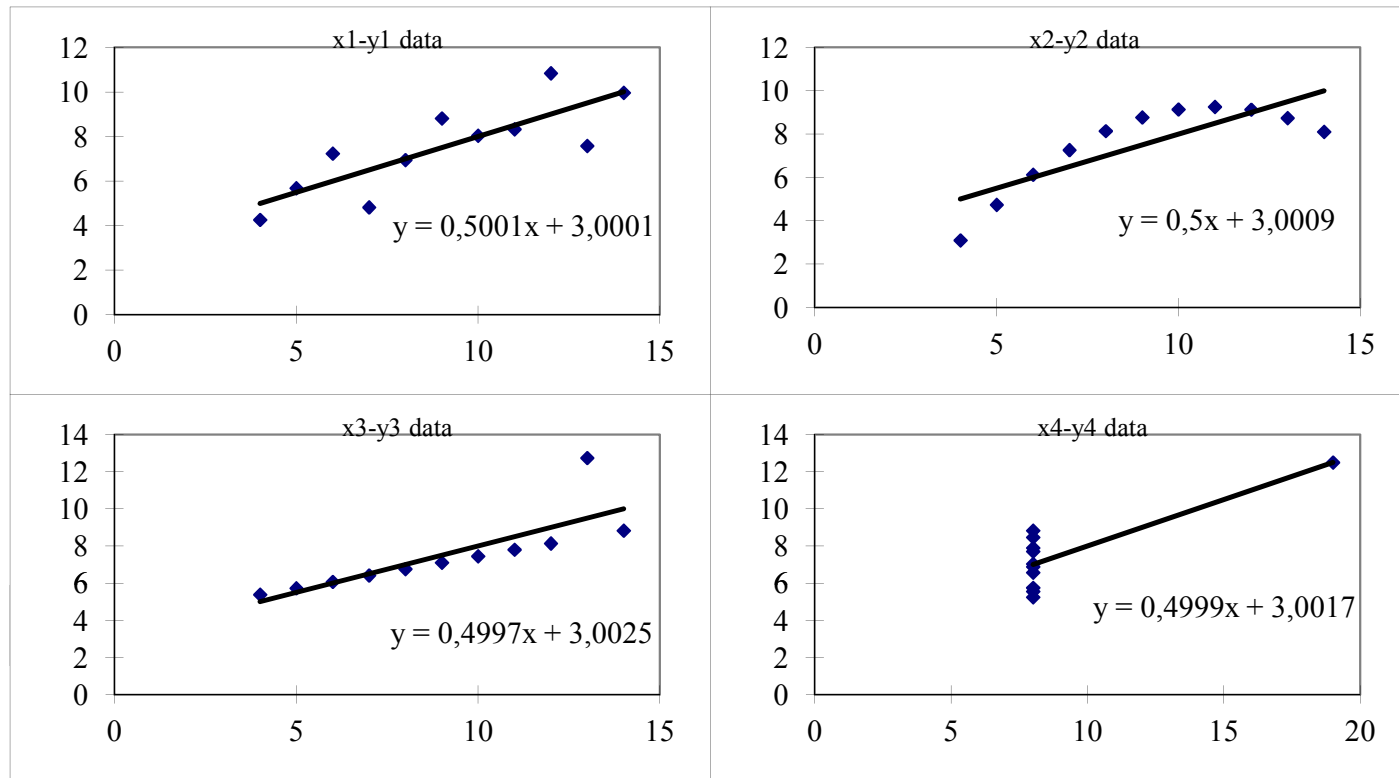 x1-y1 data
12
10
8
6
4
2
0
0 5 10 15
y = 0,5001x + 3,0001
x2-y2 data
12
10
8
6
4
2
0
0 5 10 15
y = 0,5x + 3,0009
x3-y3 data
14
12
10
8
6
4
2
0
0 5 10 15
y = 0,4997x + 3,0025
x4-y4 data
14
12
10
8
6
4
2
0
0 5 10 15 20
y = 0,4999x + 3,0017